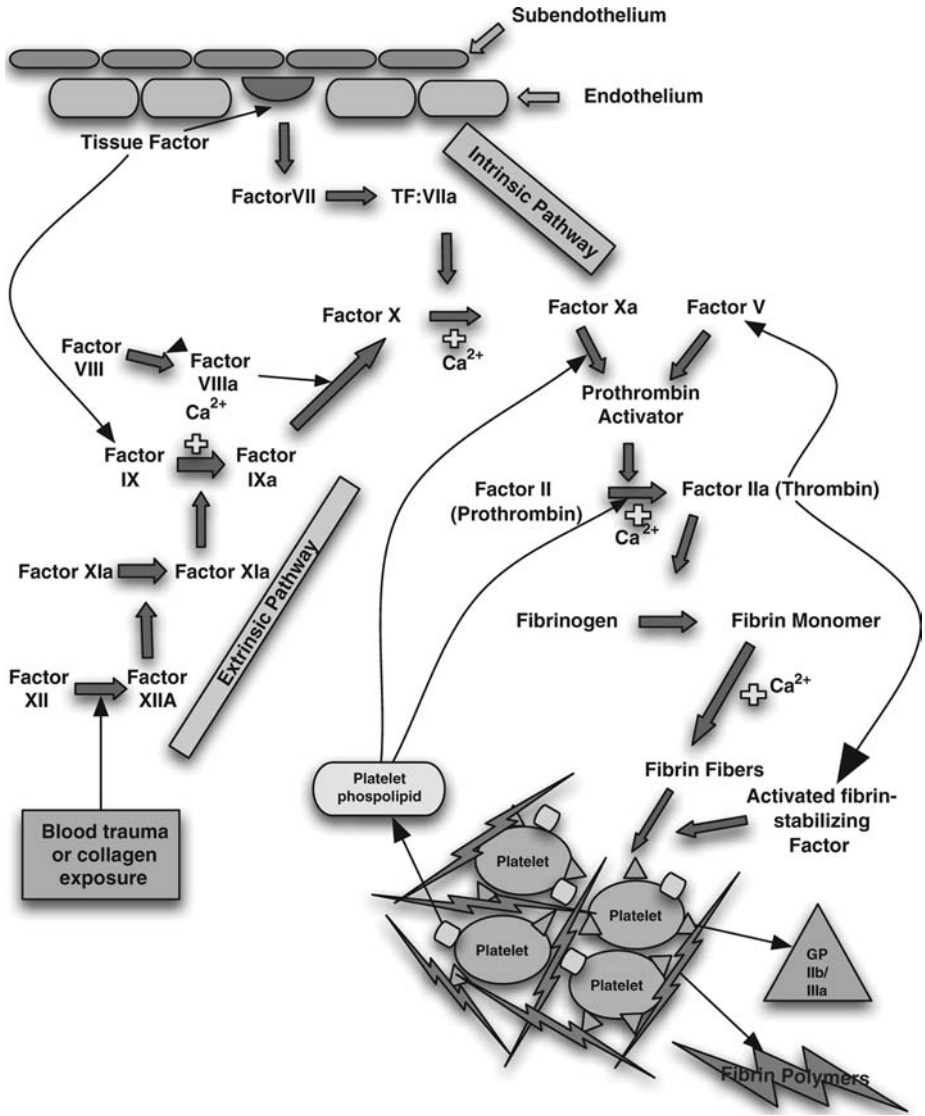 Subendothelium
Endothelium
Tissue Factor
FactorVII
TF:VIIa
Intrinsic Pathway
Factor X
Ca2+
Factor Xa
Factor V
Factor
VIII
Factor
VIIIa
Ca2+
Prothrombin
Activator
Factor
IX
Factor
IXa
Factor II
(Prothrombin)
Ca2+
Factor IIa (Thrombin)
Factor XIa
Factor XIa
Extrinsic Pathway
Fibrinogen
Fibrin Monomer
Factor
XII
Factor
XIIA
Ca2+
Platelet
phospolipid
Fibrin Fibers
Activated fibrin-
stabilizing
Factor
Blood trauma
or collagen
exposure
Platelet
Platelet
Platelet
Platelet
GP
IIb/
IIIa
Fibrin Polymers